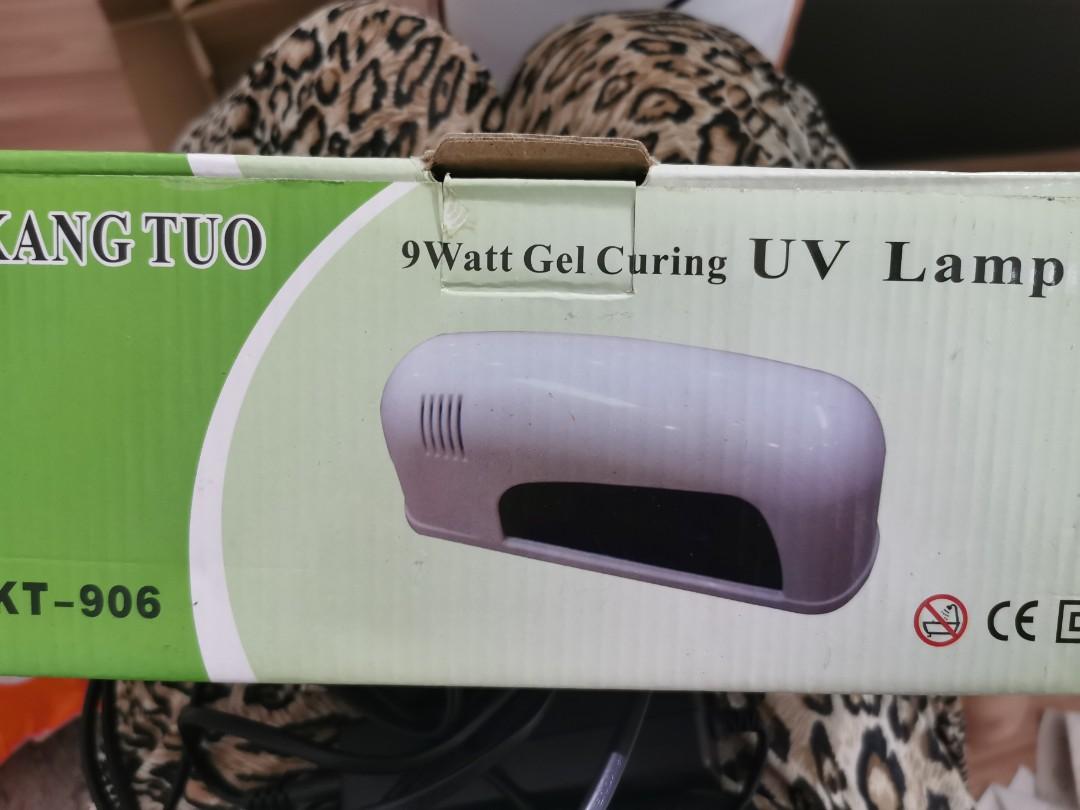 KANG TUO
9Watt Gel Curing UV Lamp
KT-906
CE